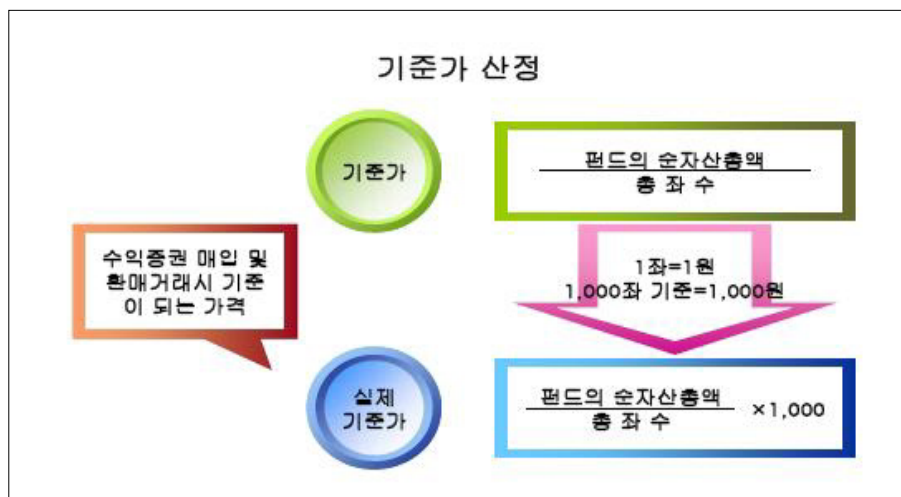 기준가 산정
기준가
펀드의 순자산총액
총 좌 수
수익증권 매입 및
환매거래시 기준
이 되는 가격
1좌=1원
1,000좌 기준=1,000원
실제
기준가
펀드의 순자산총액
총 좌 수
×1,000